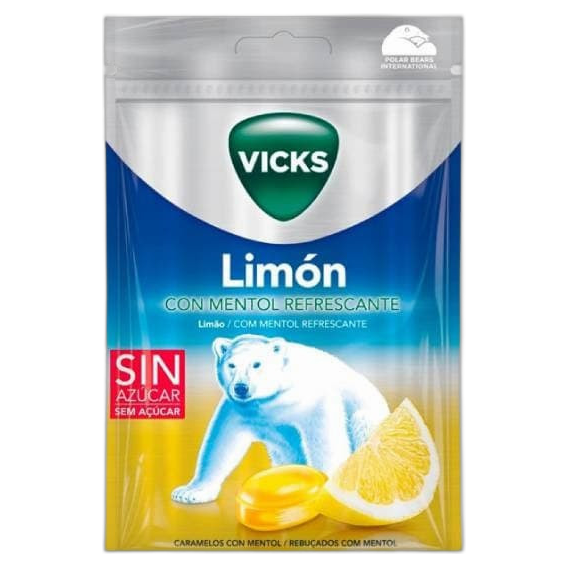 POLAR BEARS
INTERNATIONAL
VICKS
Limón
CON MENTOL REFRESCANTE
Limão / COM MENTOL REFRESCANTE
SIN
AZÚCAR
SEM AÇÚCAR
CARAMELOS CON MENTOL / REBUÇADOS COM MENTOL